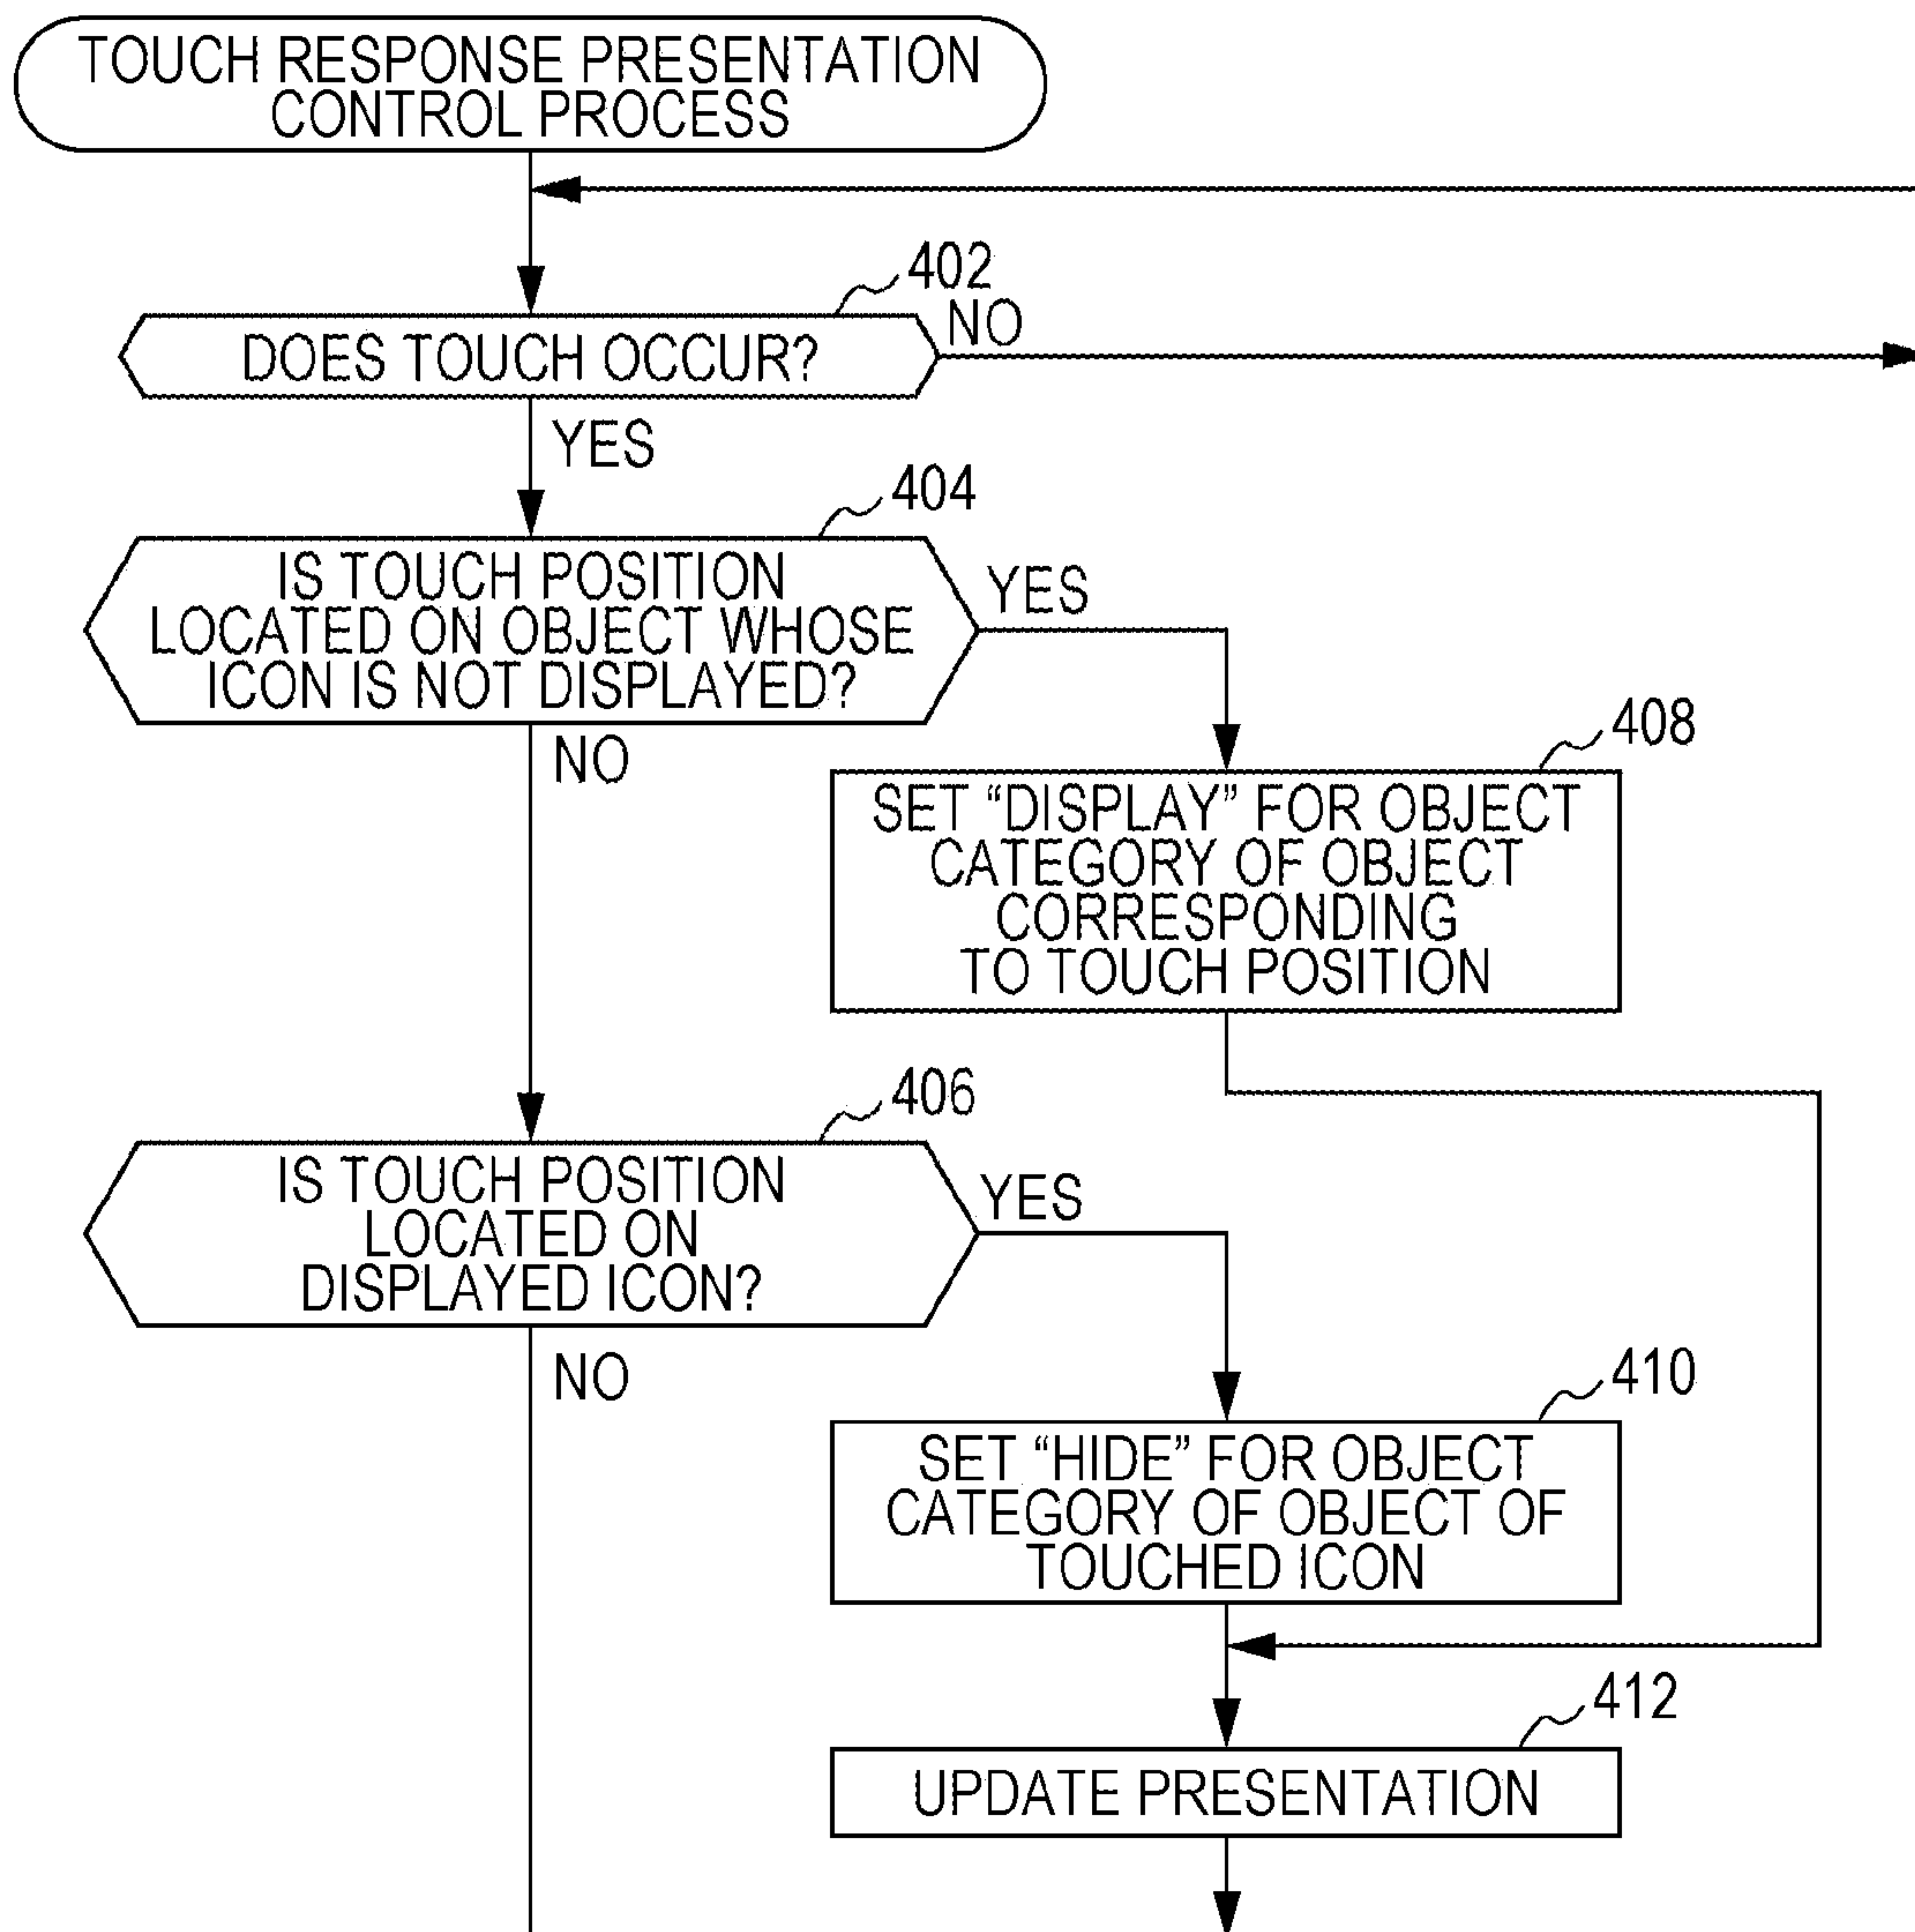 TOUCH RESPONSE PRESENTATION
CONTROL PROCESS
402
DOES TOUCH OCCUR?
NO
YES
404
IS TOUCH POSITION
LOCATED ON OBJECT WHOSE
ICON IS NOT DISPLAYED?
YES
NO
408
SET “DISPLAY” FOR OBJECT
CATEGORY OF OBJECT
CORRESPONDING
TO TOUCH POSITION
406
IS TOUCH POSITION
LOCATED ON
DISPLAYED ICON?
YES
NO
410
SET “HIDE” FOR OBJECT
CATEGORY OF OBJECT OF
TOUCHED ICON
412
UPDATE PRESENTATION